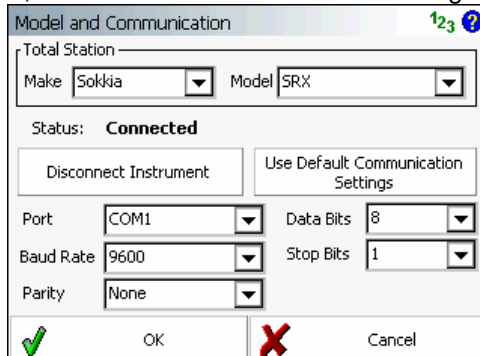 Model and Communication 123 ?
Total Station
Make Sokkia Model SRX
Status: Connected
Disconnect Instrument
Use Default Communication
Settings
Port COM1 Data Bits 8
Baud Rate 9600 Stop Bits 1
Parity None
OK Cancel